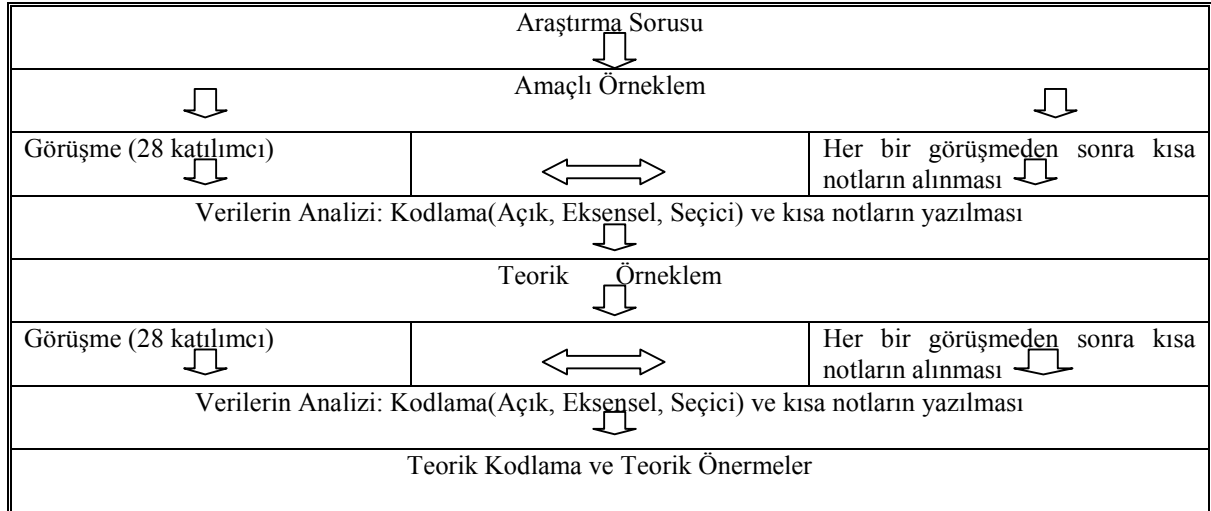 Araştırma Sorusu
Amaçlı Örneklem
Görüşme (28 katılımcı)
Her bir görüşmeden sonra kısa
notların alınması
Verilerin Analizi: Kodlama(Açık, Eksensel, Seçici) ve kısa notların yazılması
Teorik Örneklem
Görüşme (28 katılımcı)
Her bir görüşmeden sonra kısa
notların alınması
Verilerin Analizi: Kodlama(Açık, Eksensel, Seçici) ve kısa notların yazılması
Teorik Kodlama ve Teorik Önermeler